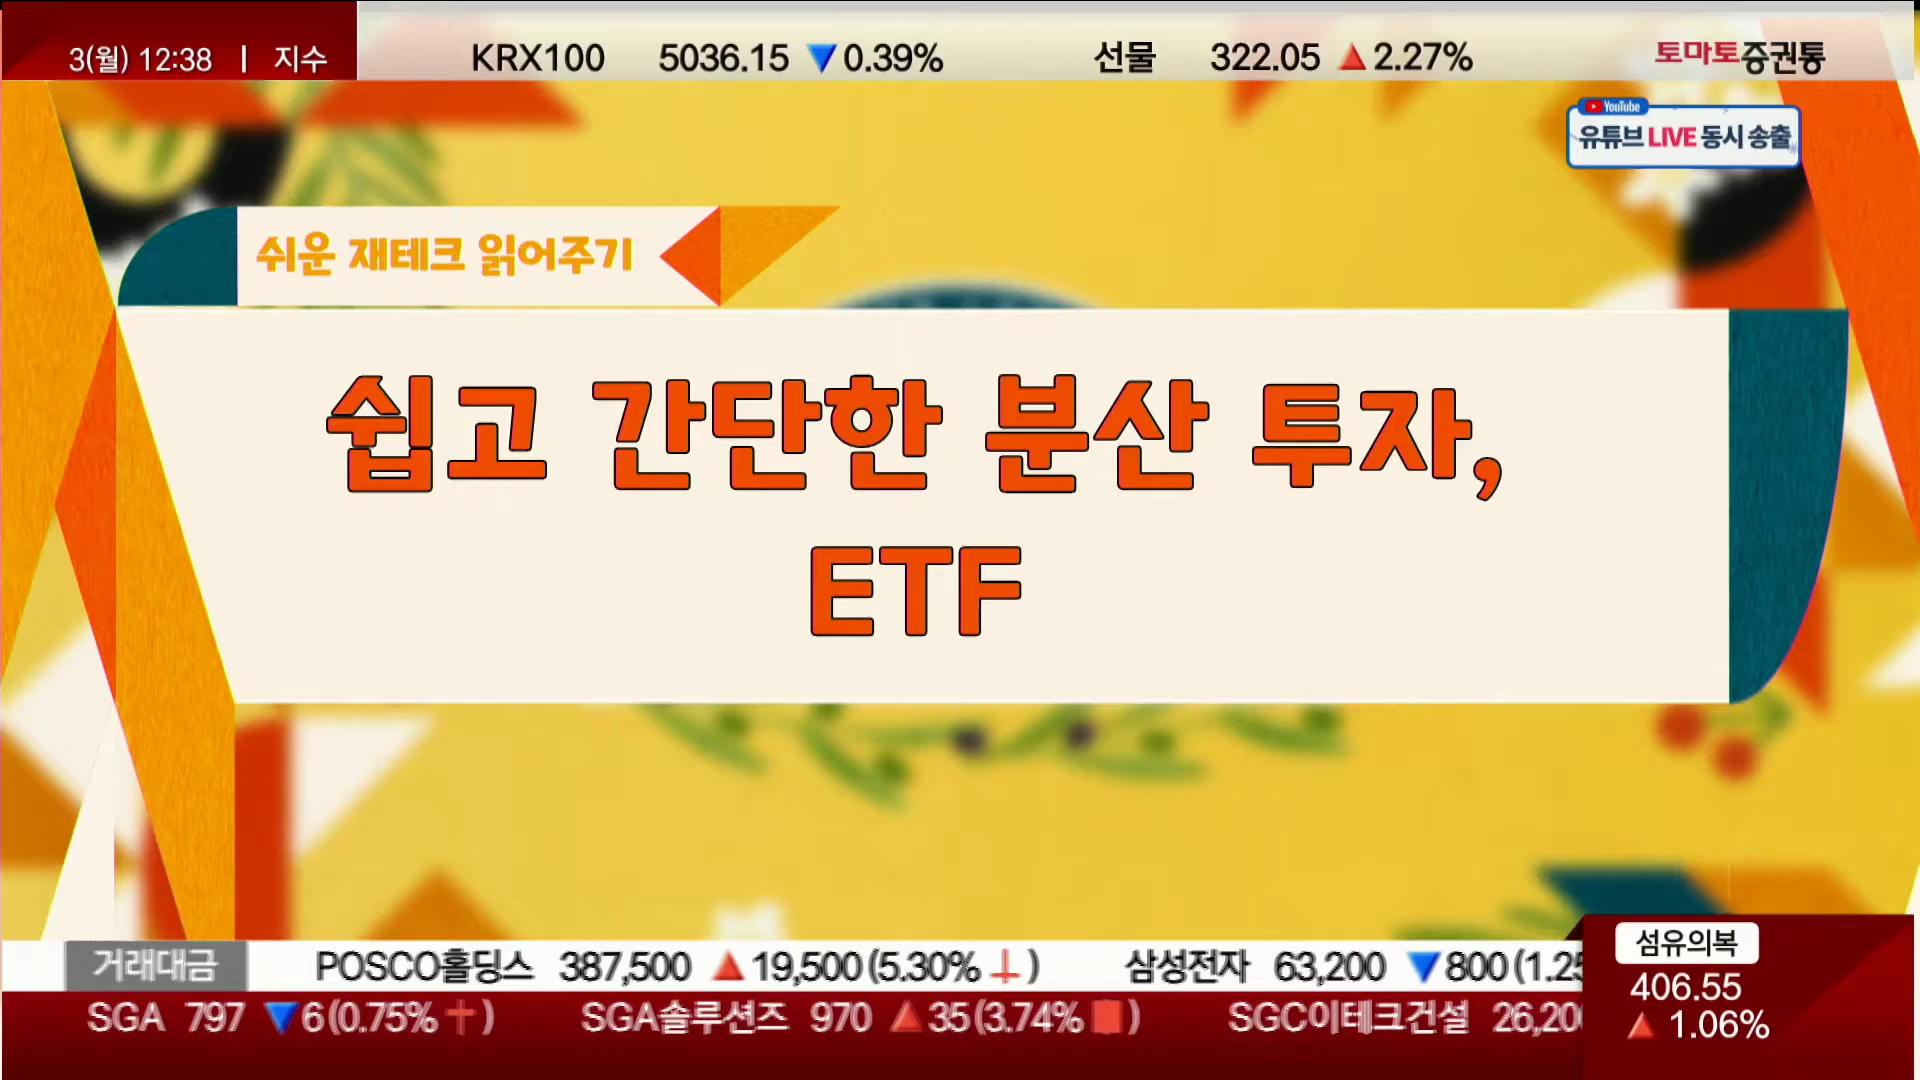 3(월) 12:38 | 지수 KRX100 5036.15 ▼0.39% 선물 322.05 ▲2.27% 토마토증권통
YouTube
유튜브 LIVE 동시 송출
쉬운 재테크 읽어주기
쉽고 간단한 분산 투자,
ETF
거래대금 POSCO홀딩스 387,500 ▲19,500(5.30% ) 삼성전자 63,200 ▼800(1.25
SGA 797 ▼6(0.75% ) SGA솔루션즈 970 ▲35(3.74% ) SGC이테크건설 26,20
섬유의복
406.55
▲ 1.06%